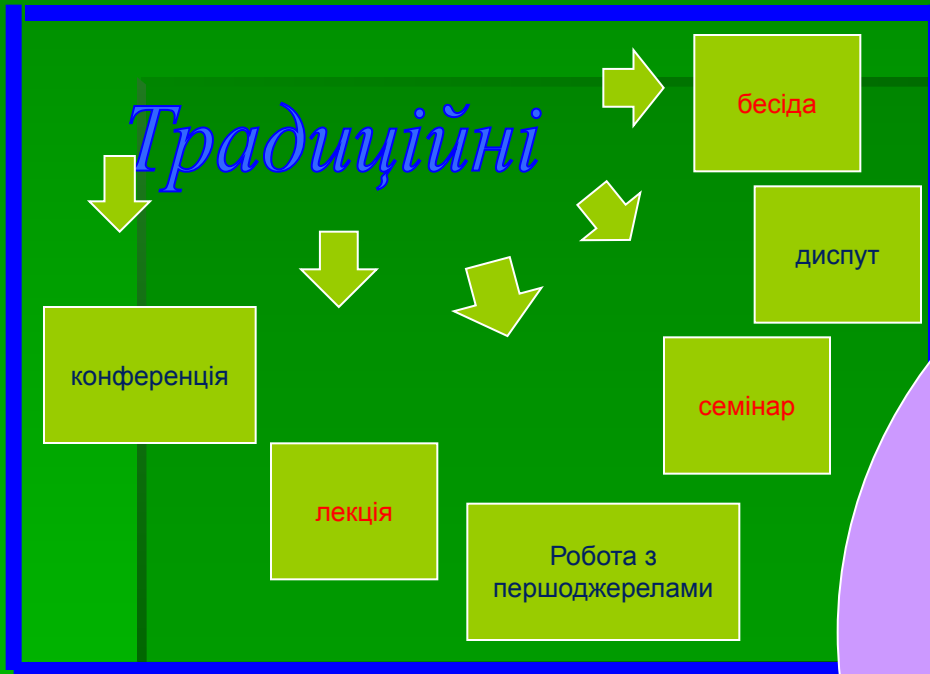 Традиційні
бесіда
диспут
конференція
семінар
лекція
Робота з
першоджерелами